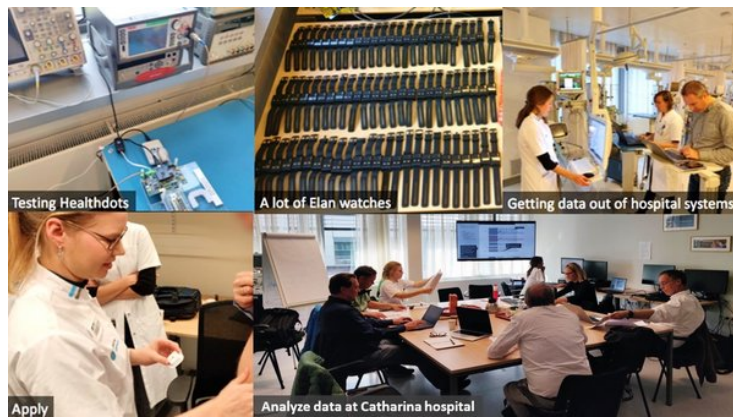 Testing Healthdots
A lot of Elan watches
Getting data out of hospital systems
Apply
Analyze data at Catharina hospital